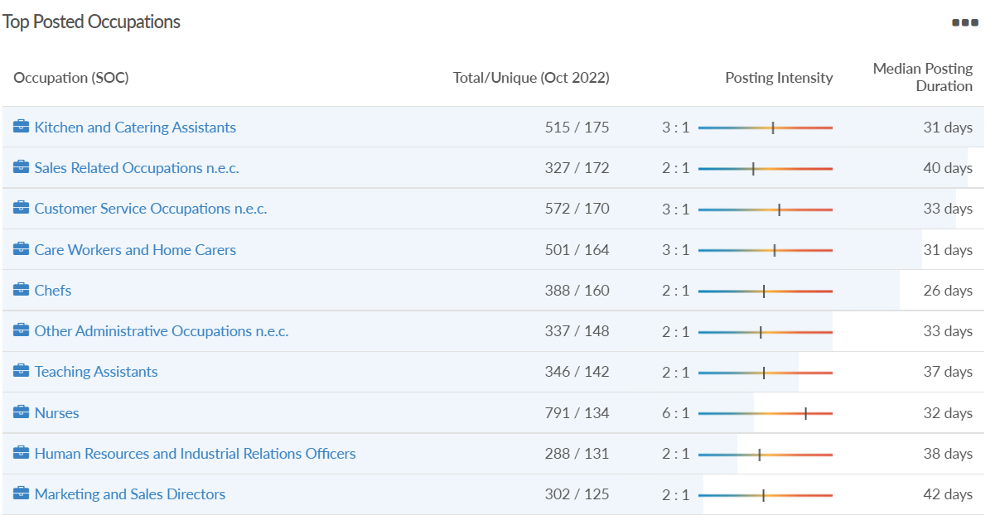 Top Posted Occupations
Occupation (SOC) Total/Unique (Oct 2022) Posting Intensity Median Posting Duration
Kitchen and Catering Assistants 515 / 175 3 : 1 31 days
Sales Related Occupations n.e.c. 327 / 172 2 : 1 40 days
Customer Service Occupations n.e.c. 572 / 170 3 : 1 33 days
Care Workers and Home Carers 501 / 164 3 : 1 31 days
Chefs 388 / 160 2 : 1 26 days
Other Administrative Occupations n.e.c. 337 / 148 2 : 1 33 days
Teaching Assistants 346 / 142 2 : 1 37 days
Nurses 791 / 134 6 : 1 32 days
Human Resources and Industrial Relations Officers 288 / 131 2 : 1 38 days
Marketing and Sales Directors 302 / 125 2 : 1 42 days